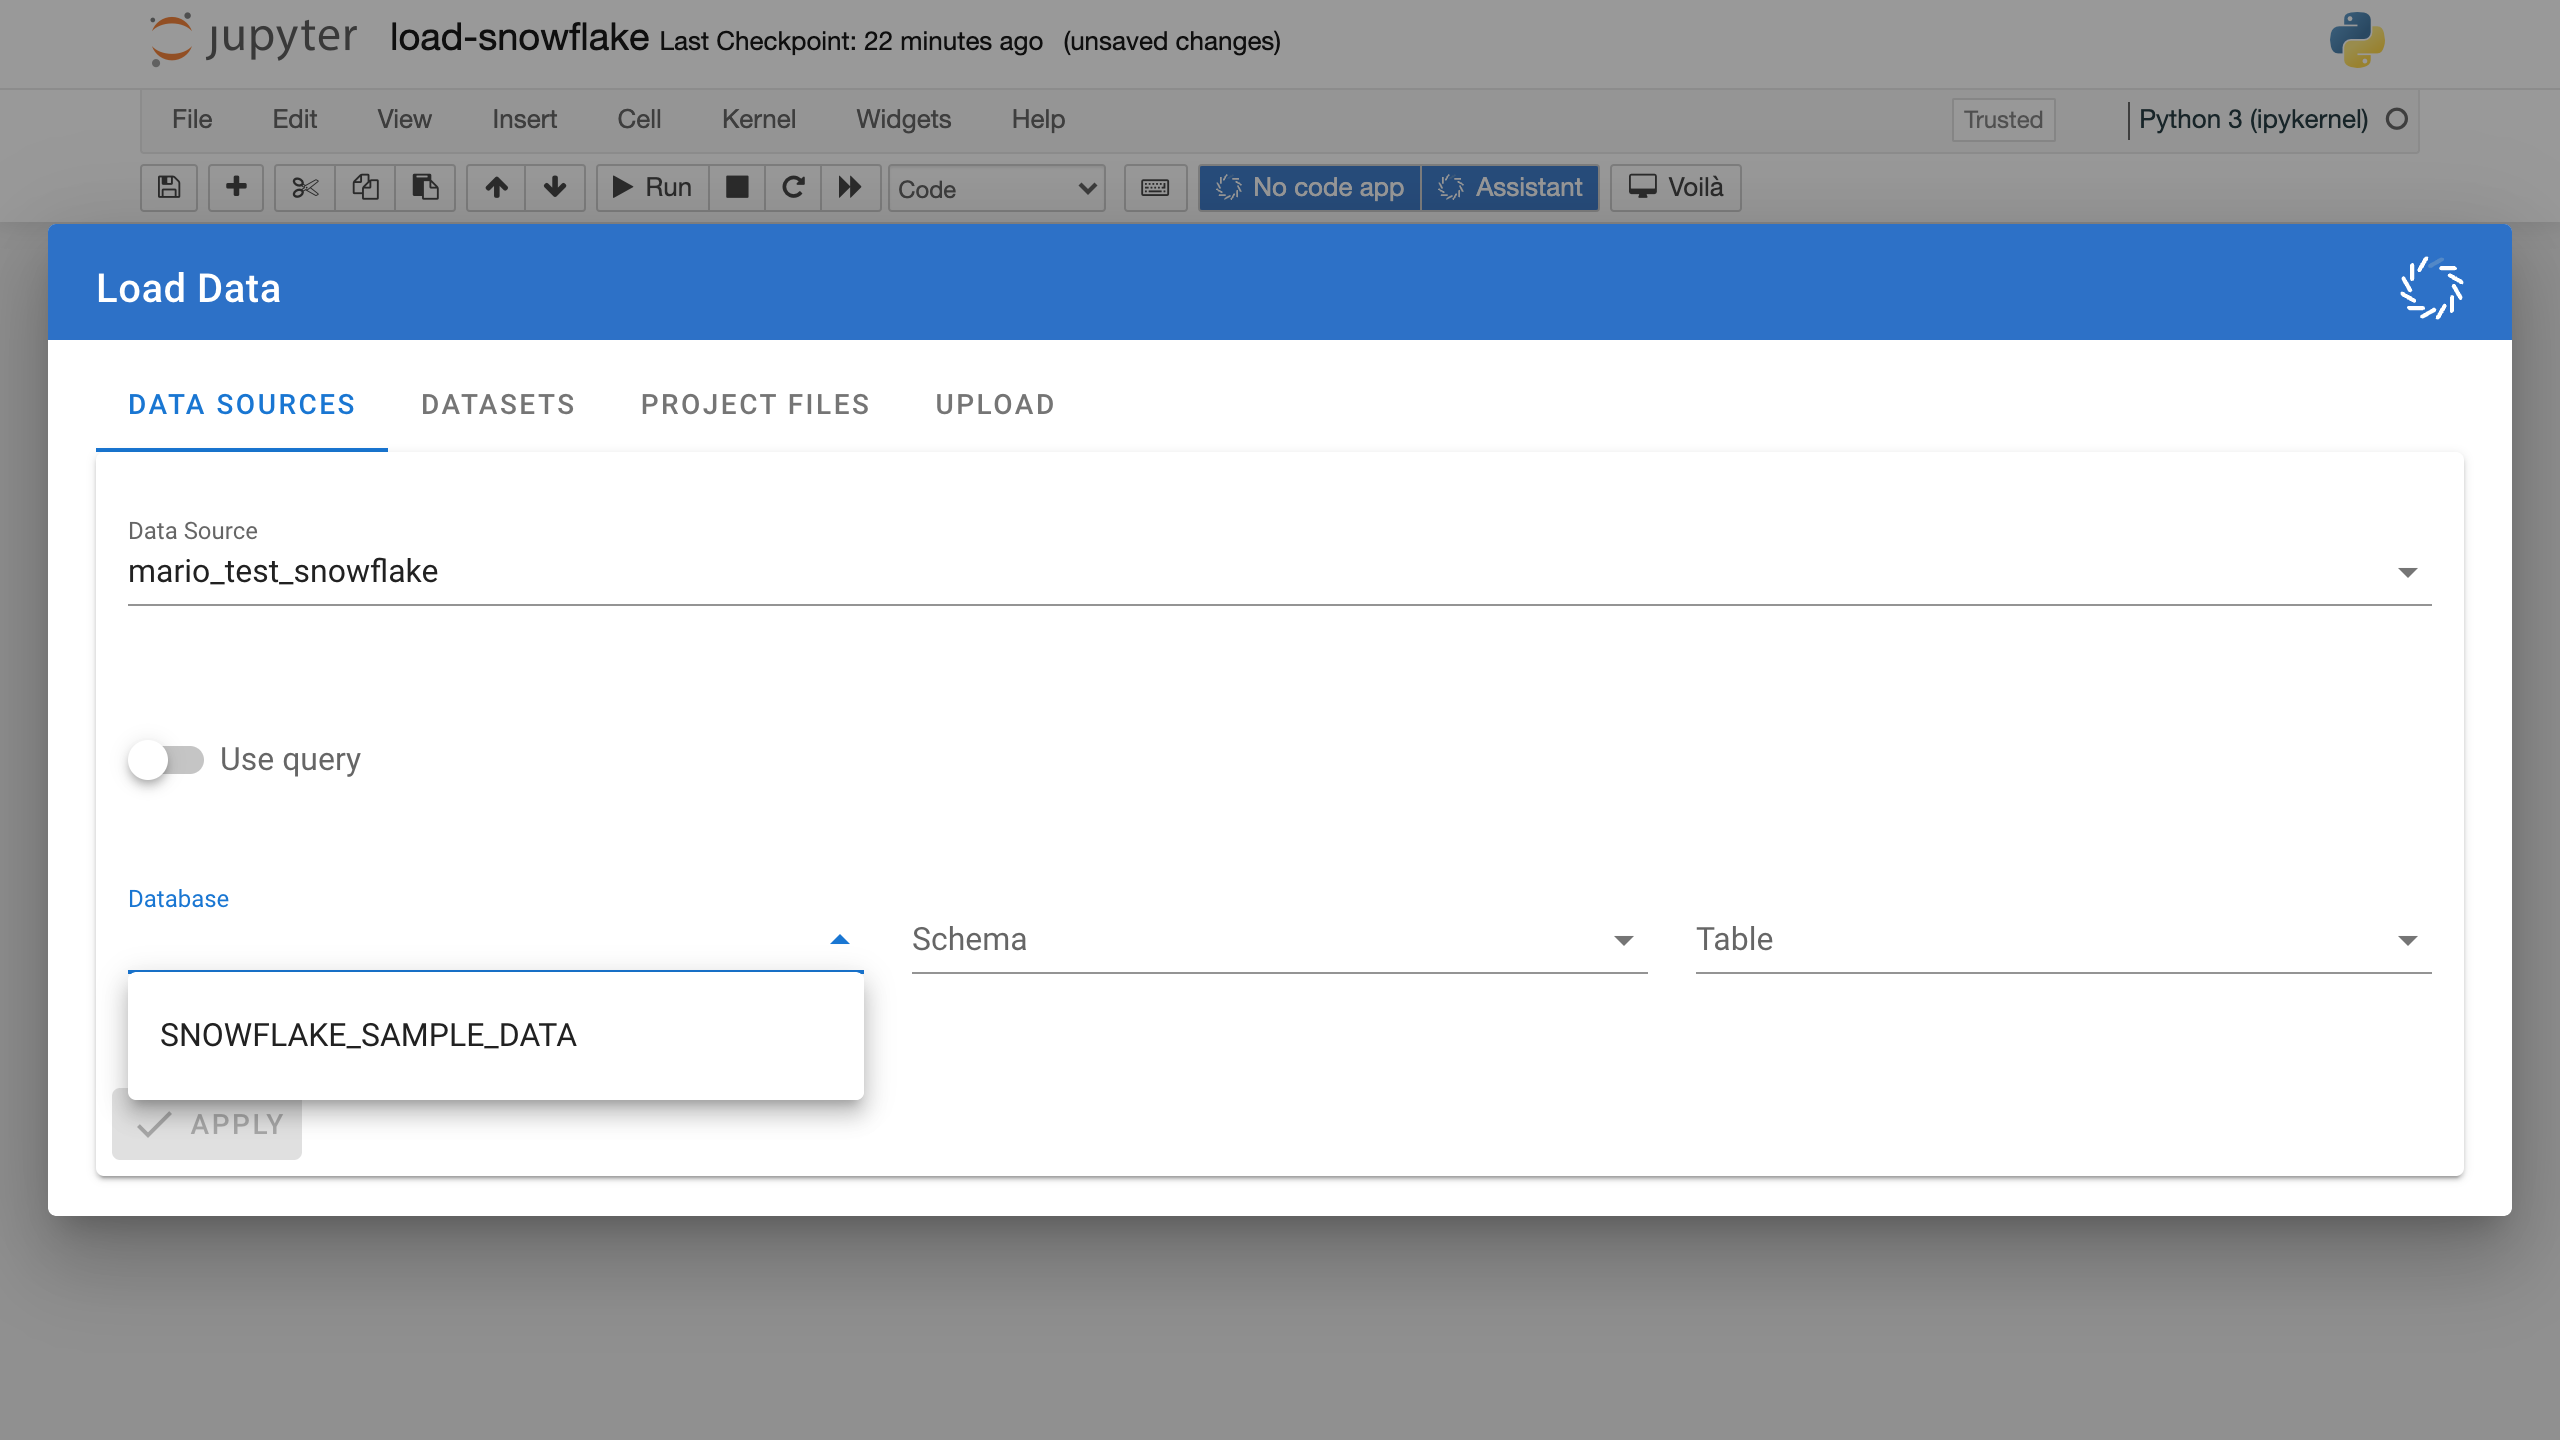 jupyter load-snowflake Last Checkpoint: 22 minutes ago (unsaved changes)
File Edit View Insert Cell Kernel Widgets Help Trusted Python 3 (ipykernel)
Run Code No code app Assistant Voilà
Load Data
DATA SOURCES DATASETS PROJECT FILES UPLOAD
Data Source
mario_test_snowflake
Use query
Database
Schema Table
SNOWFLAKE_SAMPLE_DATA
APPLY